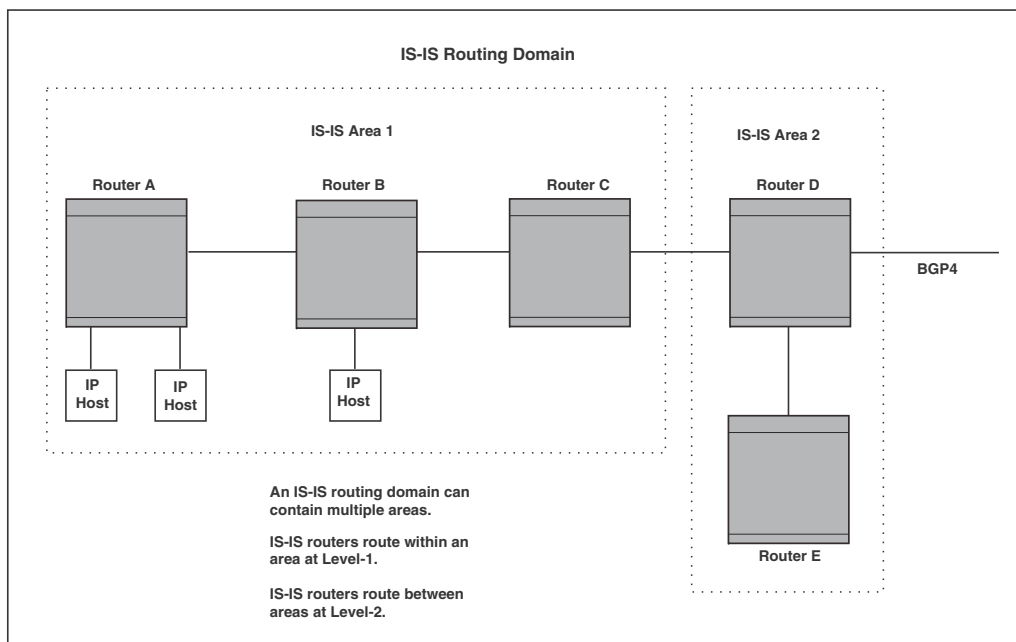 IS-IS Routing Domain
IS-IS Area 1
IS-IS Area 2
Router A
Router B
Router C
Router D
BGP4
IP
Host
IP
Host
IP
Host
Router E
An IS-IS routing domain can
contain multiple areas.
IS-IS routers route within an
area at Level-1.
IS-IS routers route between
areas at Level-2.